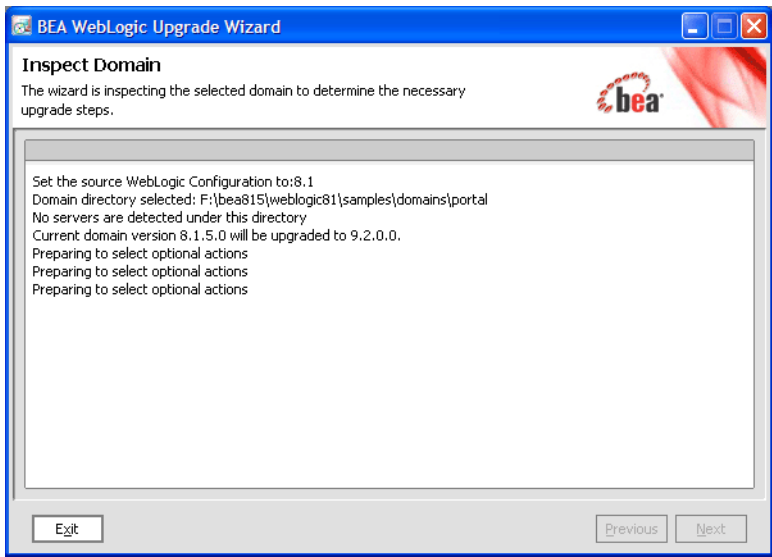 BEA WebLogic Upgrade Wizard
Inspect Domain
The wizard is inspecting the selected domain to determine the necessary
upgrade steps.
bea
Set the source WebLogic Configuration to:8.1
Domain directory selected: F:\bea815\weblogic81\samples\domains\portal
No servers are detected under this directory
Current domain version 8.1.5.0 will be upgraded to 9.2.0.0.
Preparing to select optional actions
Preparing to select optional actions
Preparing to select optional actions
Exit
Previous
Next